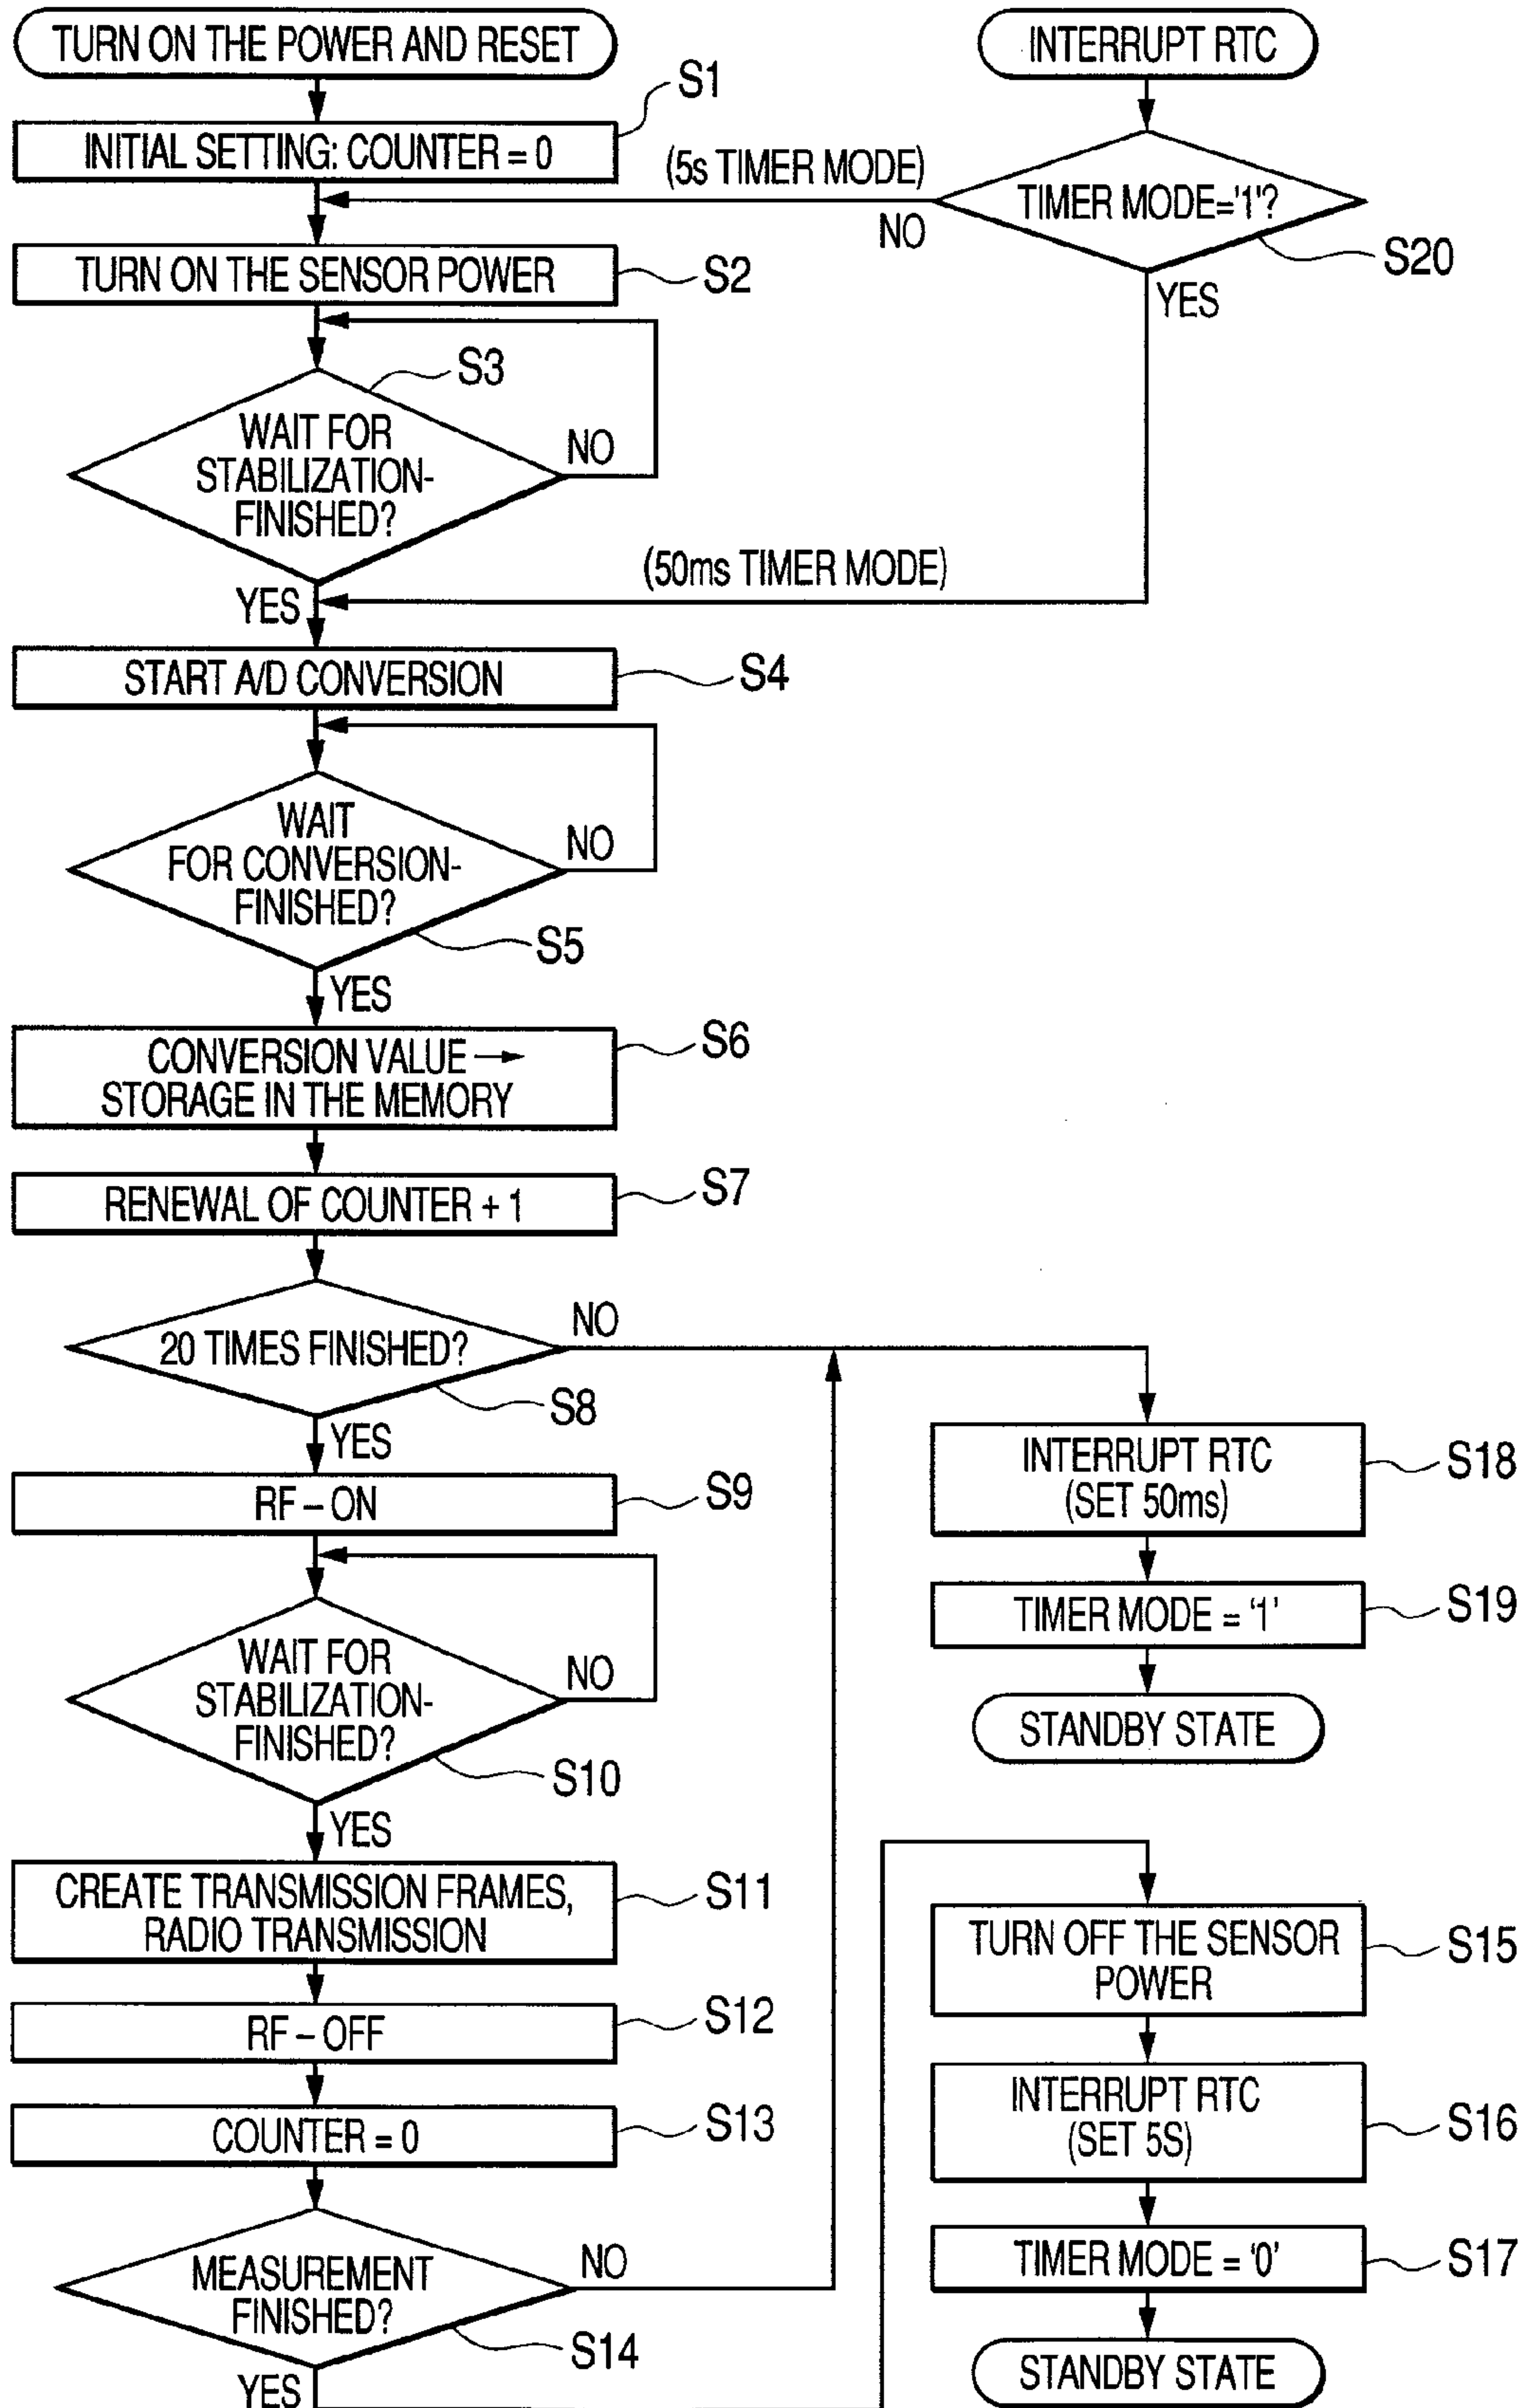 TURN ON THE POWER AND RESET
S1
INITIAL SETTING: COUNTER = 0
INTERRUPT RTC
(5s TIMER MODE)
TIMER MODE='1'?
NO
S20
YES
TURN ON THE SENSOR POWER
S2
S3
WAIT FOR
STABILIZATION-
FINISHED?
NO
(50ms TIMER MODE)
YES
START A/D CONVERSION
S4
WAIT
FOR CONVERSION-
FINISHED?
NO
S5
YES
CONVERSION VALUE →
STORAGE IN THE MEMORY
S6
RENEWAL OF COUNTER + 1
S7
20 TIMES FINISHED?
NO
S8
YES
RF – ON
S9
WAIT FOR
STABILIZATION-
FINISHED?
NO
S10
YES
CREATE TRANSMISSION FRAMES,
RADIO TRANSMISSION
S11
RF – OFF
S12
COUNTER = 0
S13
MEASUREMENT
FINISHED?
NO
S14
YES
INTERRUPT RTC
(SET 50ms)
S18
TIMER MODE = ‘1’
S19
STANDBY STATE
TURN OFF THE SENSOR
POWER
S15
INTERRUPT RTC
(SET 5S)
S16
TIMER MODE = ‘0’
S17
STANDBY STATE